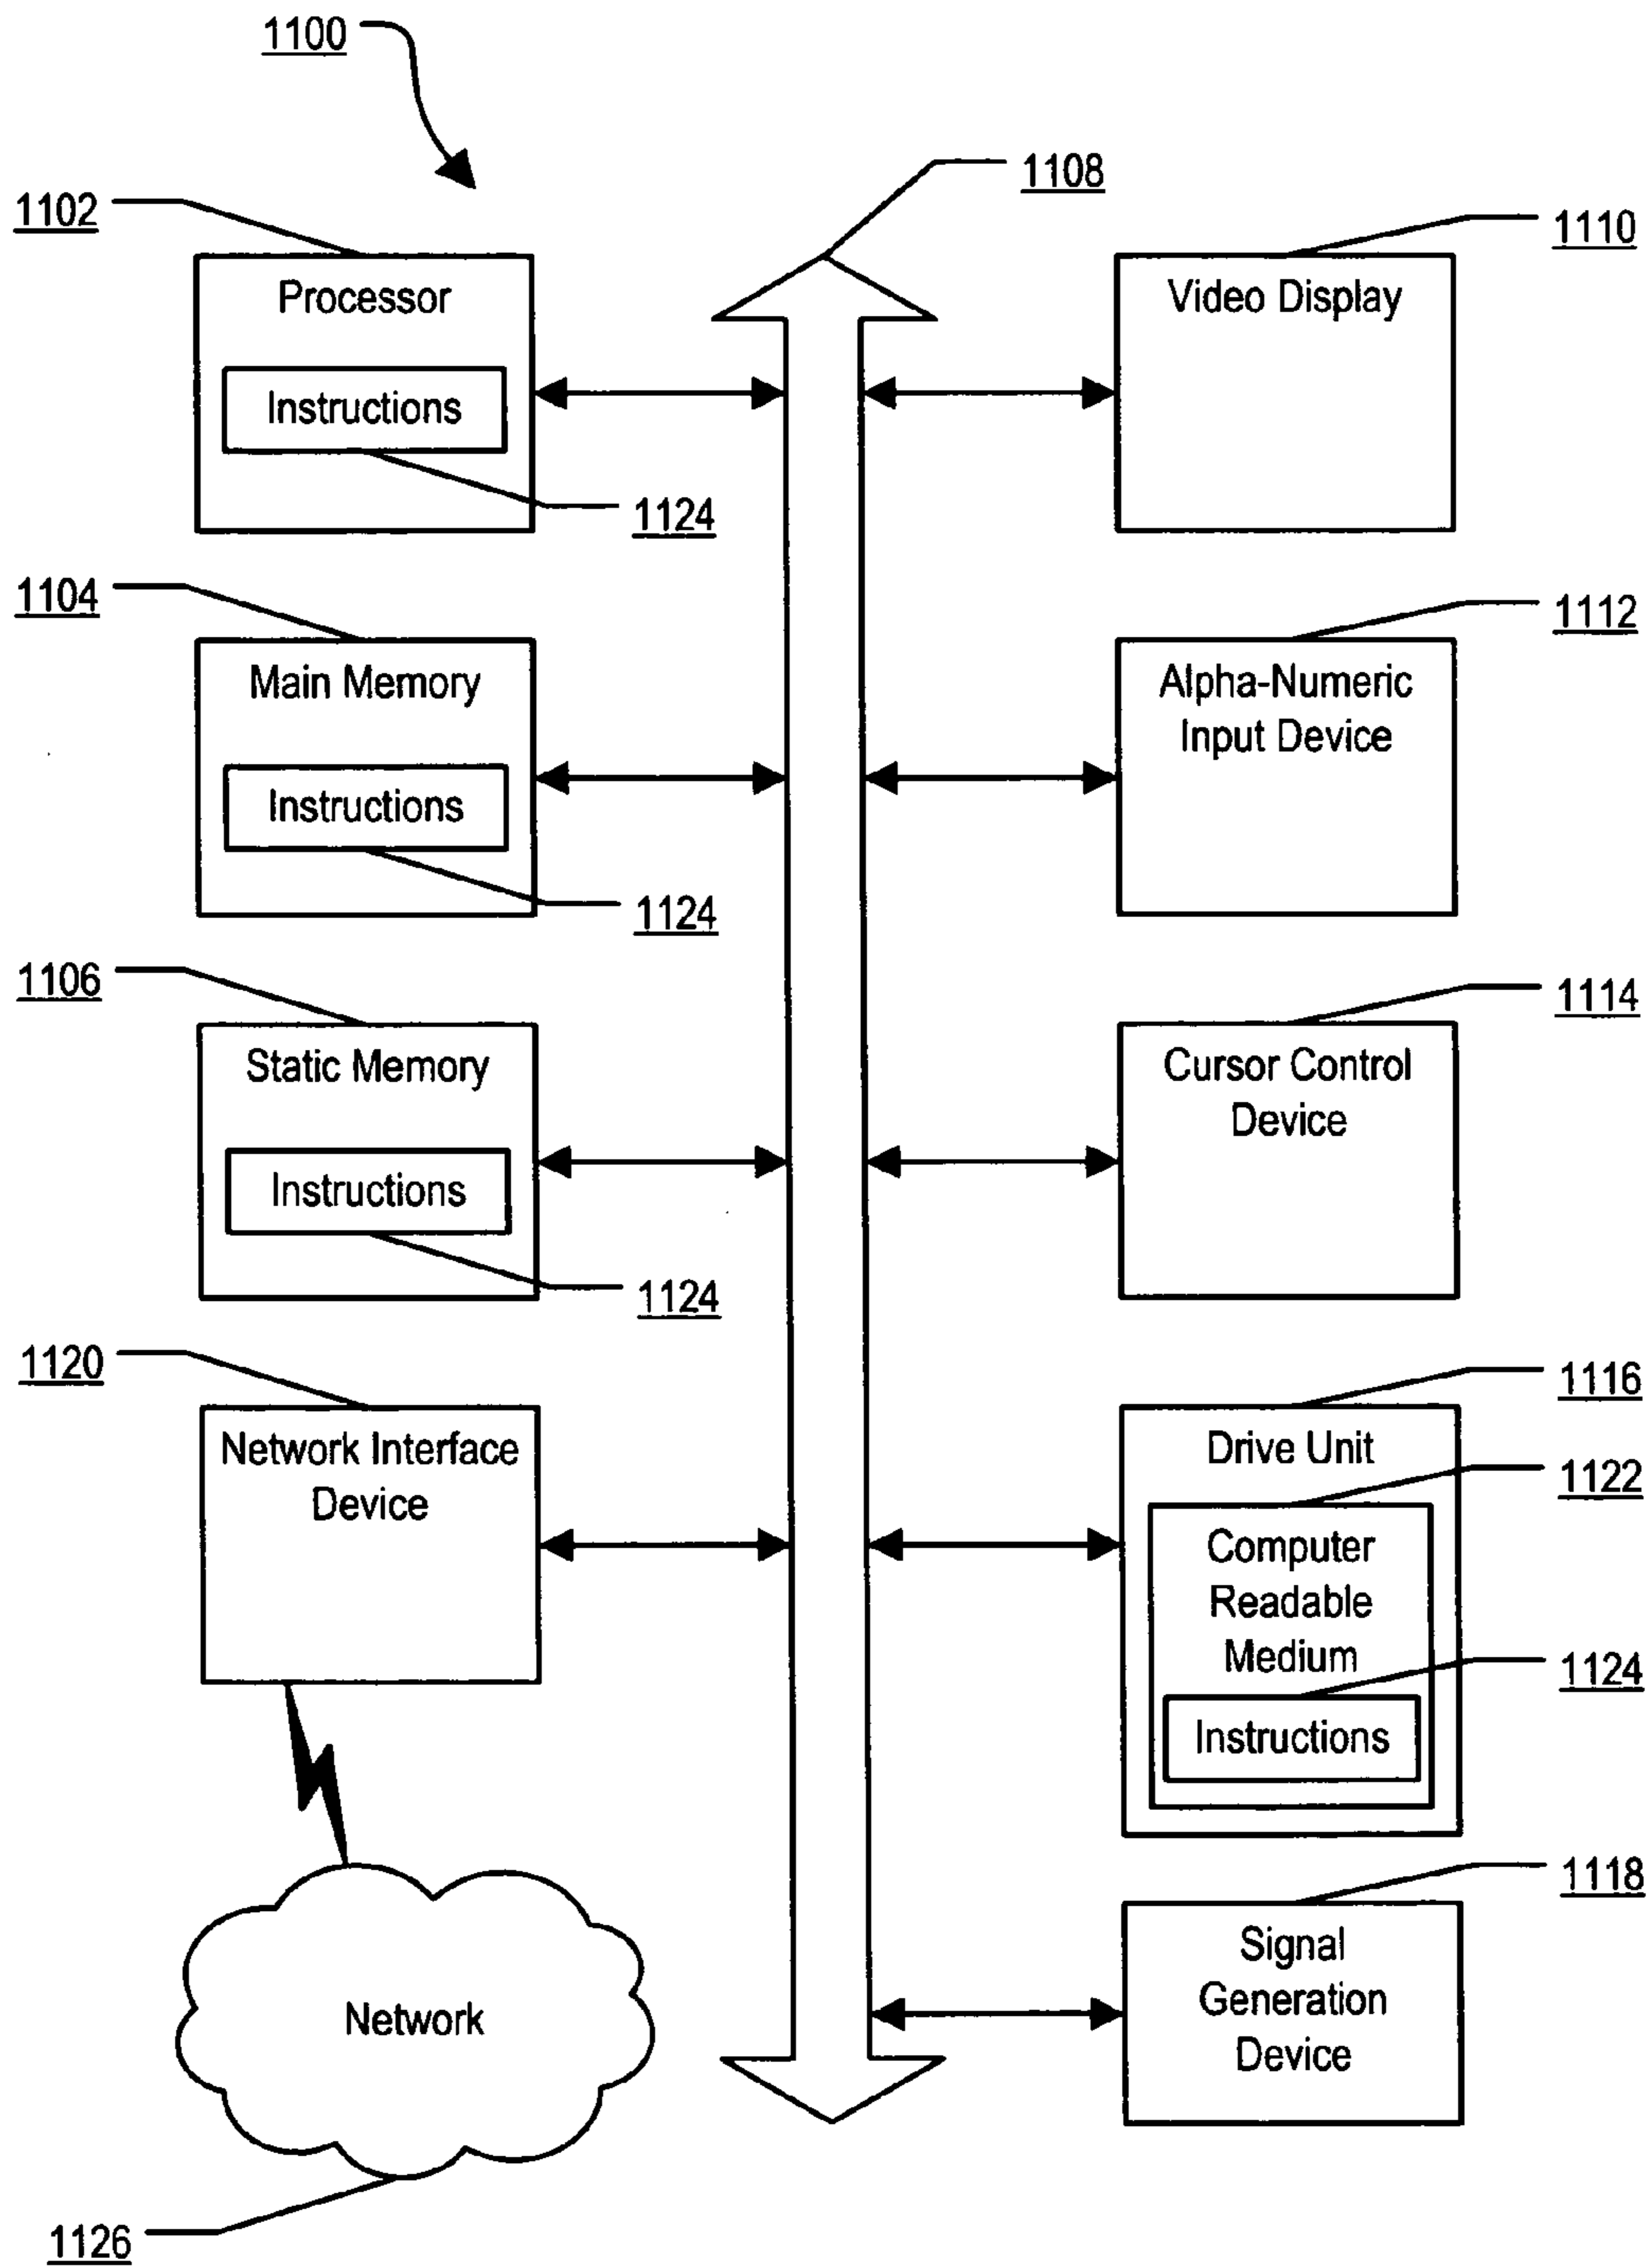 1100
1108
1102
1110
Processor
Instructions
1124
Video Display
1104
1112
Main Memory
Instructions
1124
Alpha-Numeric
Input Device
1106
1114
Static Memory
Instructions
1124
Cursor Control
Device
1120
1116
Network Interface
Device
Drive Unit
1122
Computer
Readable
Medium
1124
Instructions
1118
Signal
Generation
Device
Network
1126